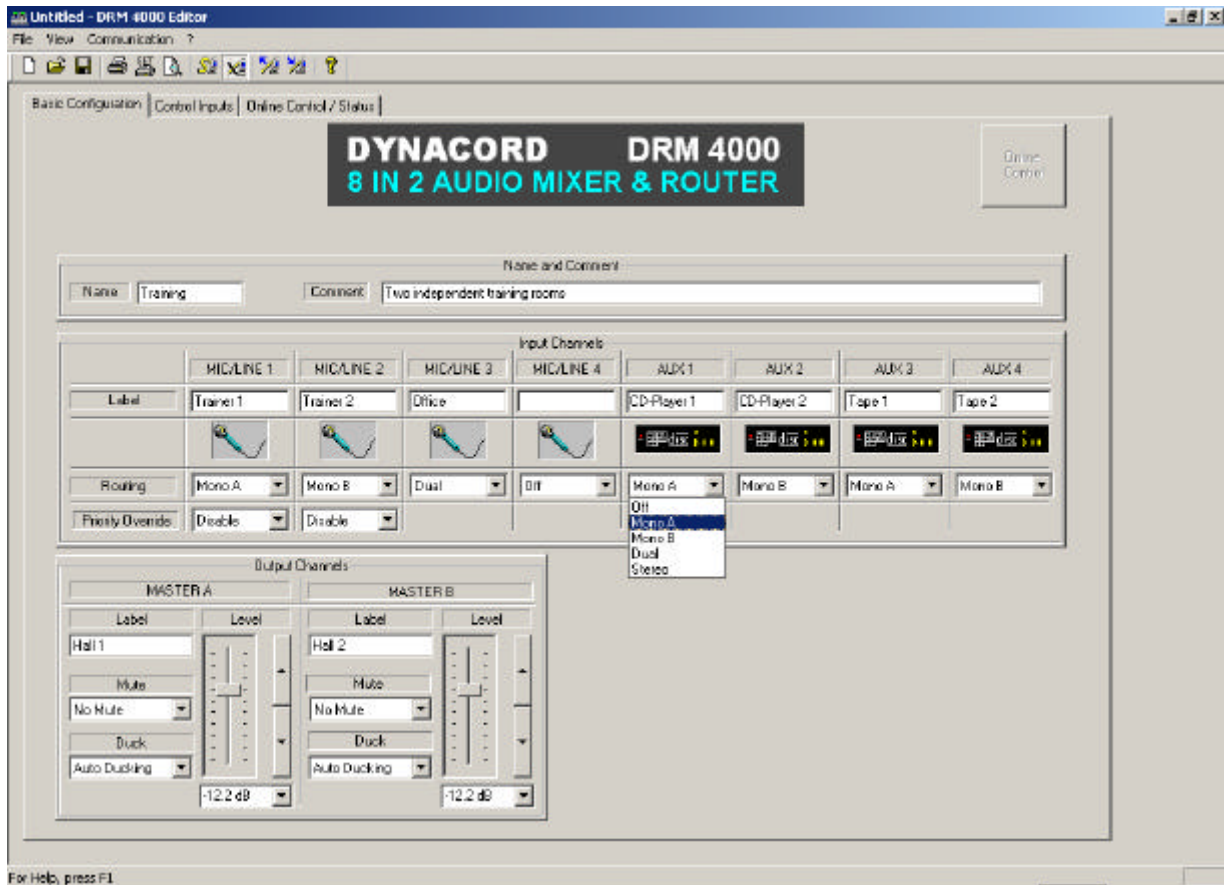 Untitled - DRM 4000 Editor
File View Communication ?
Basic Configuration Control Inputs Online Control / Status
DYNACORD DRM 4000
8 IN 2 AUDIO MIXER & ROUTER
Online
Control
Name and Comment
Name Training Comment Two independent training rooms
Input Channels
MIC/LINE 1 MIC/LINE 2 MIC/LINE 3 MIC/LINE 4 AUX 1 AUX 2 AUX 3 AUX 4
Label Trainer 1 Trainer 2 Office CD-Player 1 CD-Player 2 Tape 1 Tape 2
disc disc disc disc
Routing Mono A Mono B Dual Off Mono A Mono B Mono A Mono B
Priority Override Disable Disable
Off
Mono A
Mono B
Dual
Stereo
Output Channels
MASTER A MASTER B
Label Level Label Level
Hall 1 Hall 2
Mute Mute
No Mute No Mute
Duck Duck
Auto Ducking Auto Ducking
-12.2 dB -12.2 dB
For Help, press F1